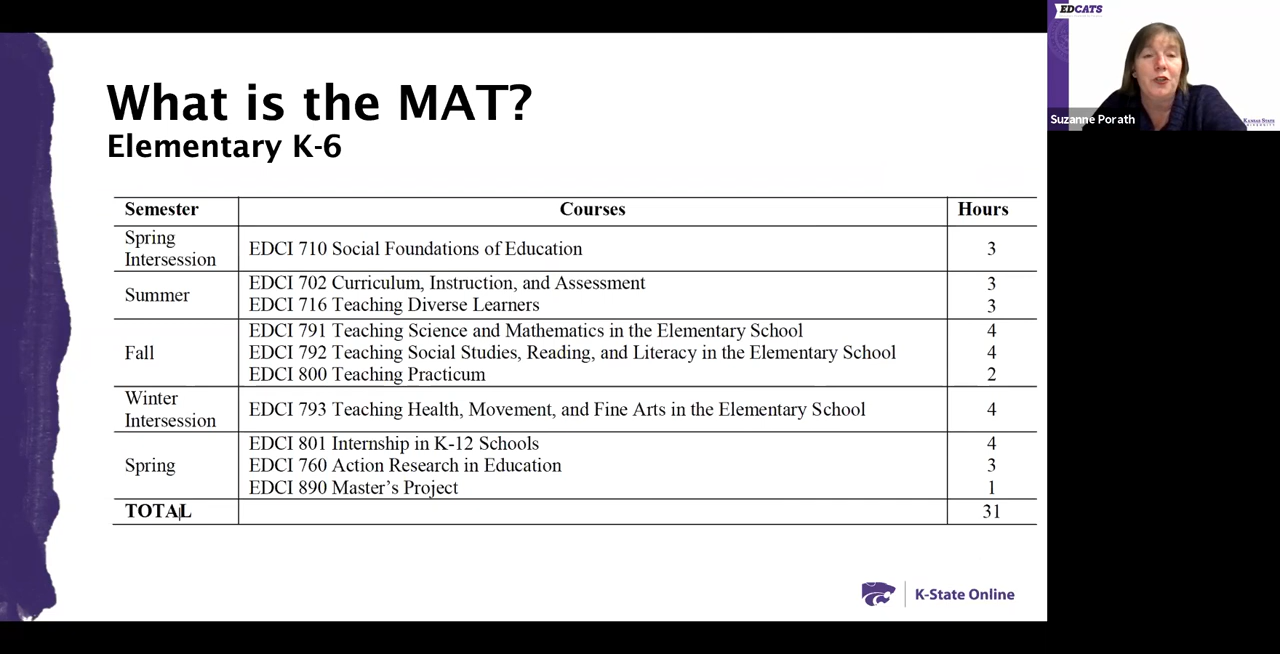 What is the MAT?
Elementary K-6
Semester Courses Hours
Spring
Intersession
EDCI 710 Social Foundations of Education 3
Summer
EDCI 702 Curriculum, Instruction, and Assessment 3
EDCI 716 Teaching Diverse Learners 3
Fall
EDCI 791 Teaching Science and Mathematics in the Elementary School 4
EDCI 792 Teaching Social Studies, Reading, and Literacy in the Elementary School 4
EDCI 800 Teaching Practicum 2
Winter
Intersession
EDCI 793 Teaching Health, Movement, and Fine Arts in the Elementary School 4
Spring
EDCI 801 Internship in K-12 Schools 4
EDCI 760 Action Research in Education 3
EDCI 890 Master’s Project 1
TOTAL 31
K-State Online
EDCATS
Suzanne Porath
KANSAS STATE
UNIVERSITY